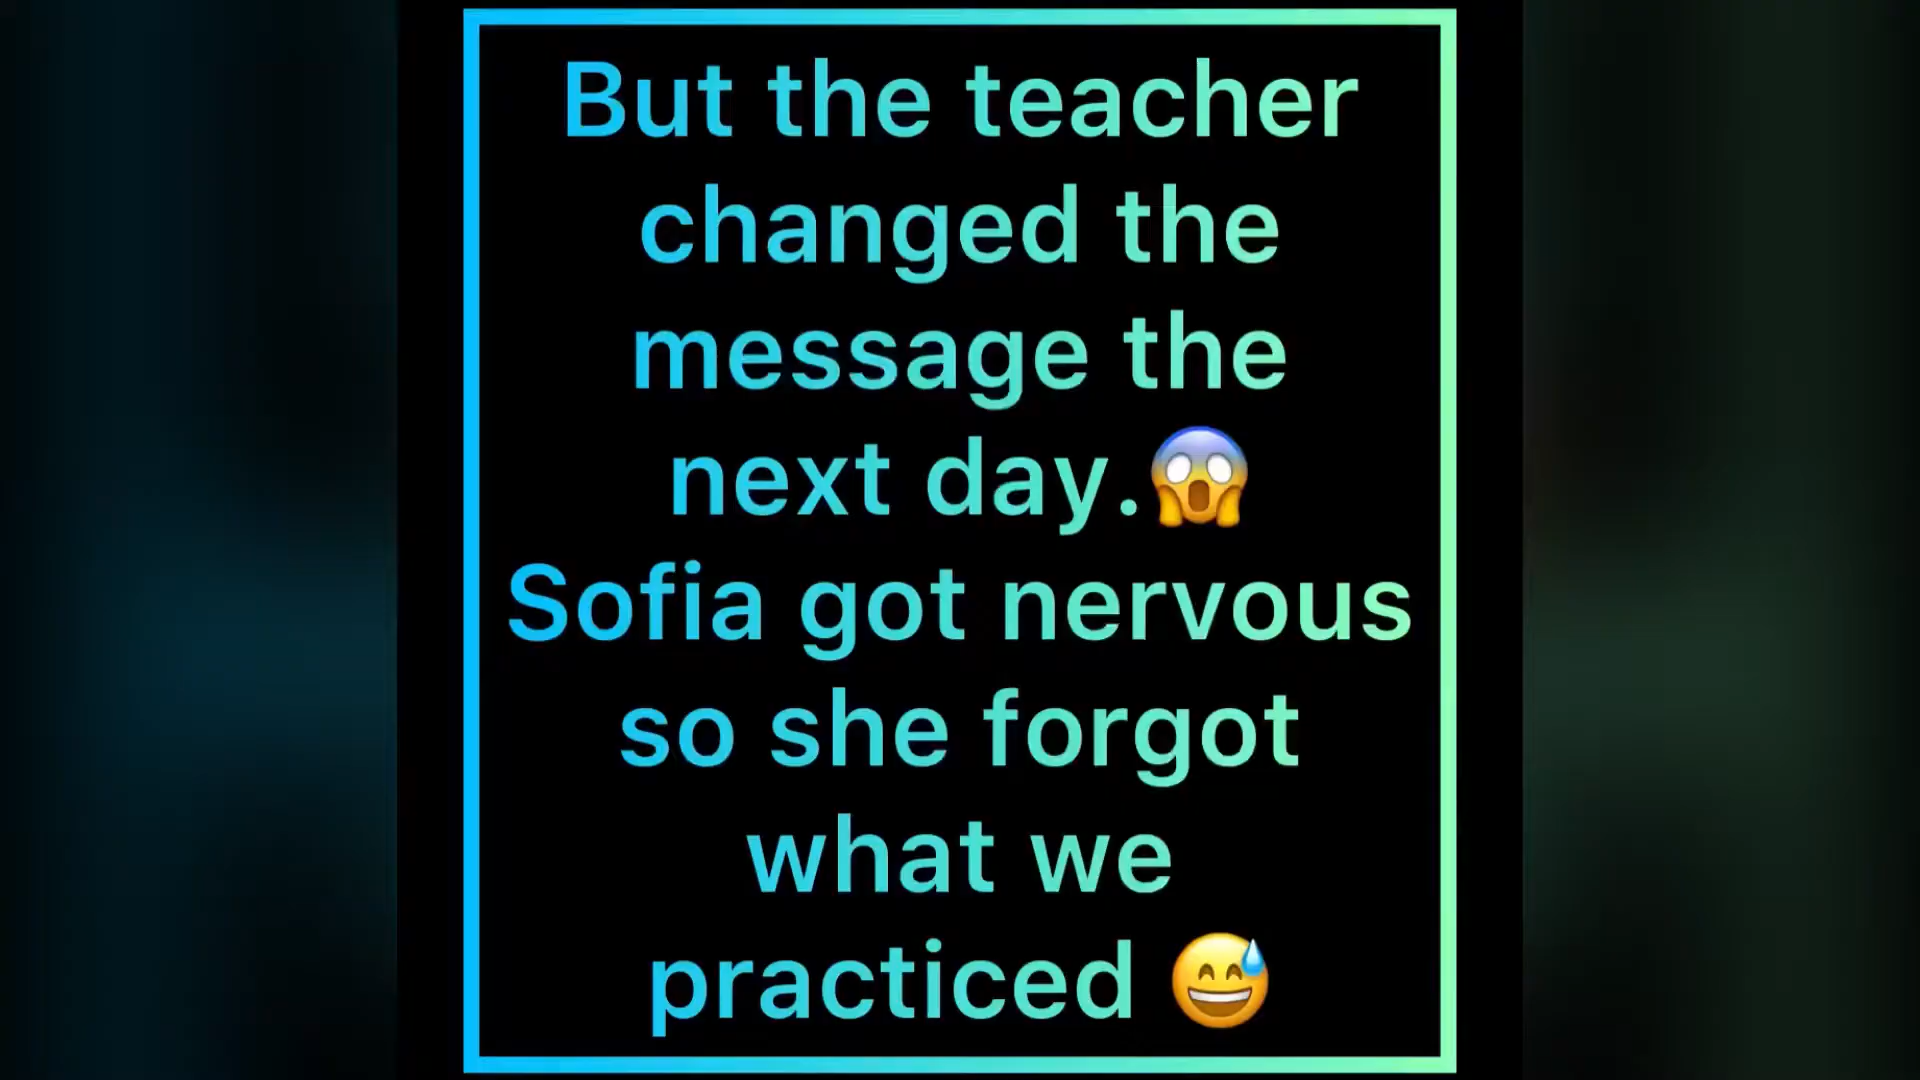 But the teacher
changed the
message the
next day.😱
Sofia got nervous
so she forgot
what we
practiced 😅